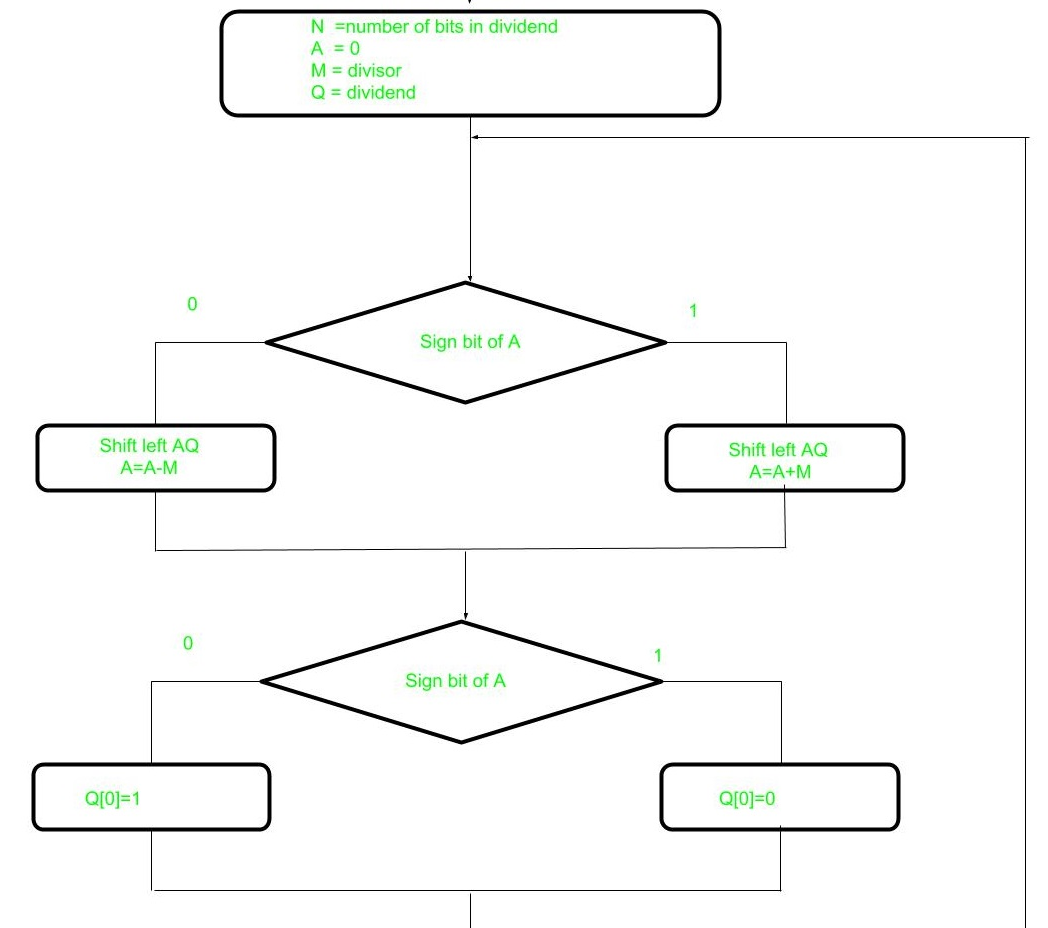 N =number of bits in dividend
A = 0
M = divisor
Q = dividend
0
1
Sign bit of A
Shift left AQ
A=A-M
Shift left AQ
A=A+M
0
1
Sign bit of A
Q[0]=1
Q[0]=0